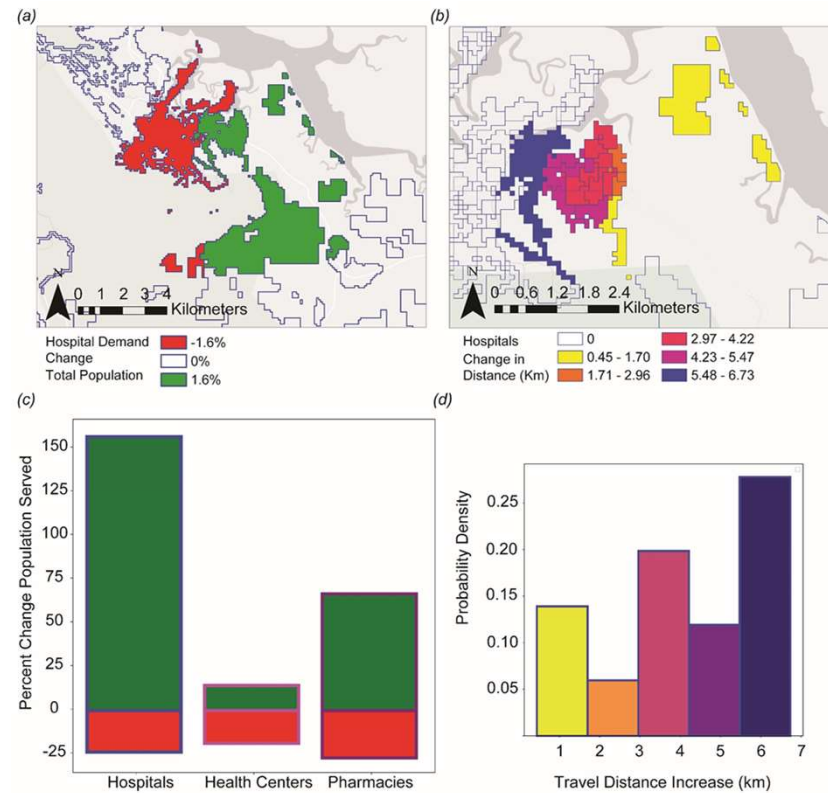 (a)
N
0 1 2 3 4
Kilometers
Hospital Demand
Change
Total Population
-1.6%
0%
1.6%
(b)
N
0 0.6 1.2 1.8 2.4
Kilometers
Hospitals
Change in
Distance (Km)
0
0.45 - 1.70
1.71 - 2.96
2.97 - 4.22
4.23 - 5.47
5.48 - 6.73
(c)
Percent Change Population Served
150
125
100
75
50
25
0
-25
Hospitals Health Centers Pharmacies
(d)
Probability Density
0.25
0.20
0.15
0.10
0.05
1 2 3 4 5 6 7
Travel Distance Increase (km)